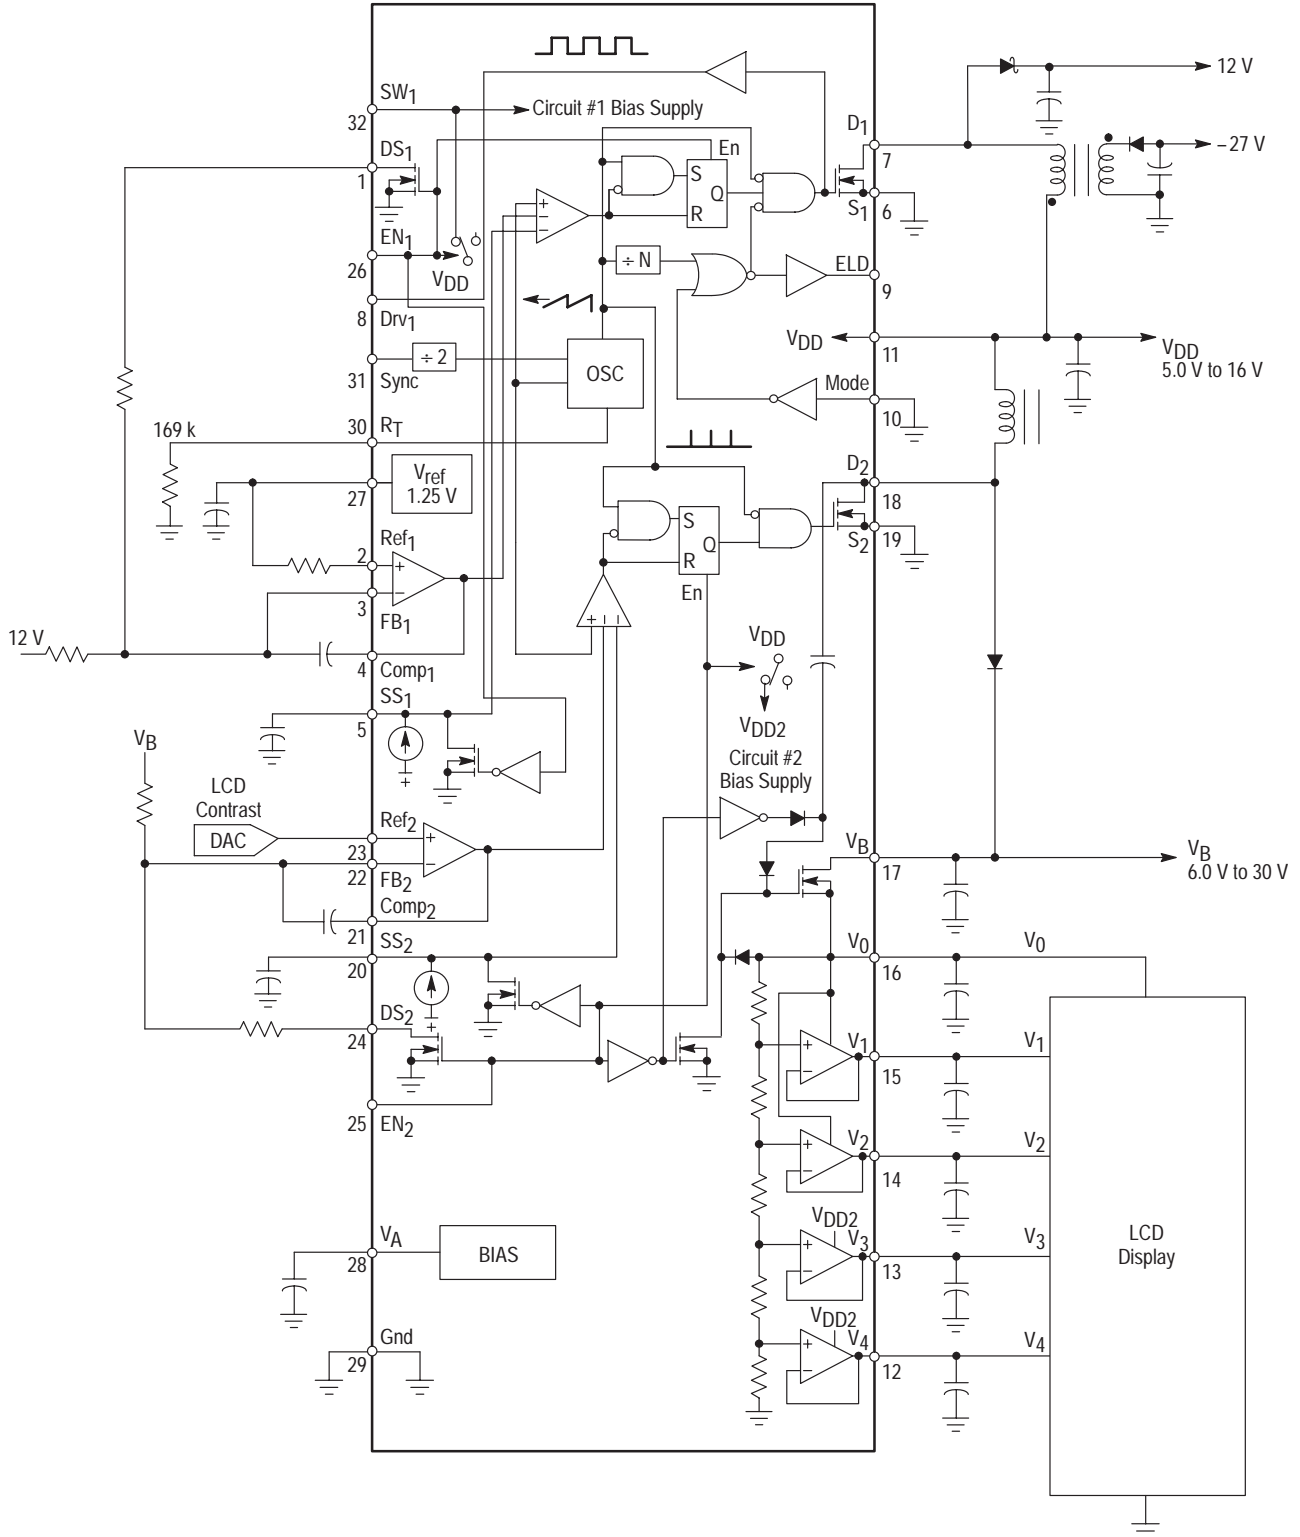 SW1
32
Circuit #1 Bias Supply
DS1
1
En
S
Q
R
D1
7
S1
6
12 V
–27 V
EN1
26
VDD
+
–
–
÷ N
ELD
9
8
Drv1
VDD
11
VDD
5.0 V to 16 V
31
Sync
÷ 2
OSC
Mode
10
169 k
30
RT
Vref
1.25 V
27
D2
18
S2
19
S
Q
R
En
Ref1
2
+
–
3
FB1
12 V
4
Comp1
+ – –
VDD
VDD2
Circuit #2
Bias Supply
SS1
5
+
VB
LCD
Contrast
DAC
Ref2
23
+
–
22
FB2
21
Comp2
VB
17
VB
6.0 V to 30 V
SS2
20
+
V0
16
V0
DS2
24
25
EN2
+
–
V1
15
V1
+
–
V2
14
V2
VDD2
+
–
V3
13
V3
VDD2
+
–
V4
12
V4
LCD
Display
VA
28
BIAS
Gnd
29